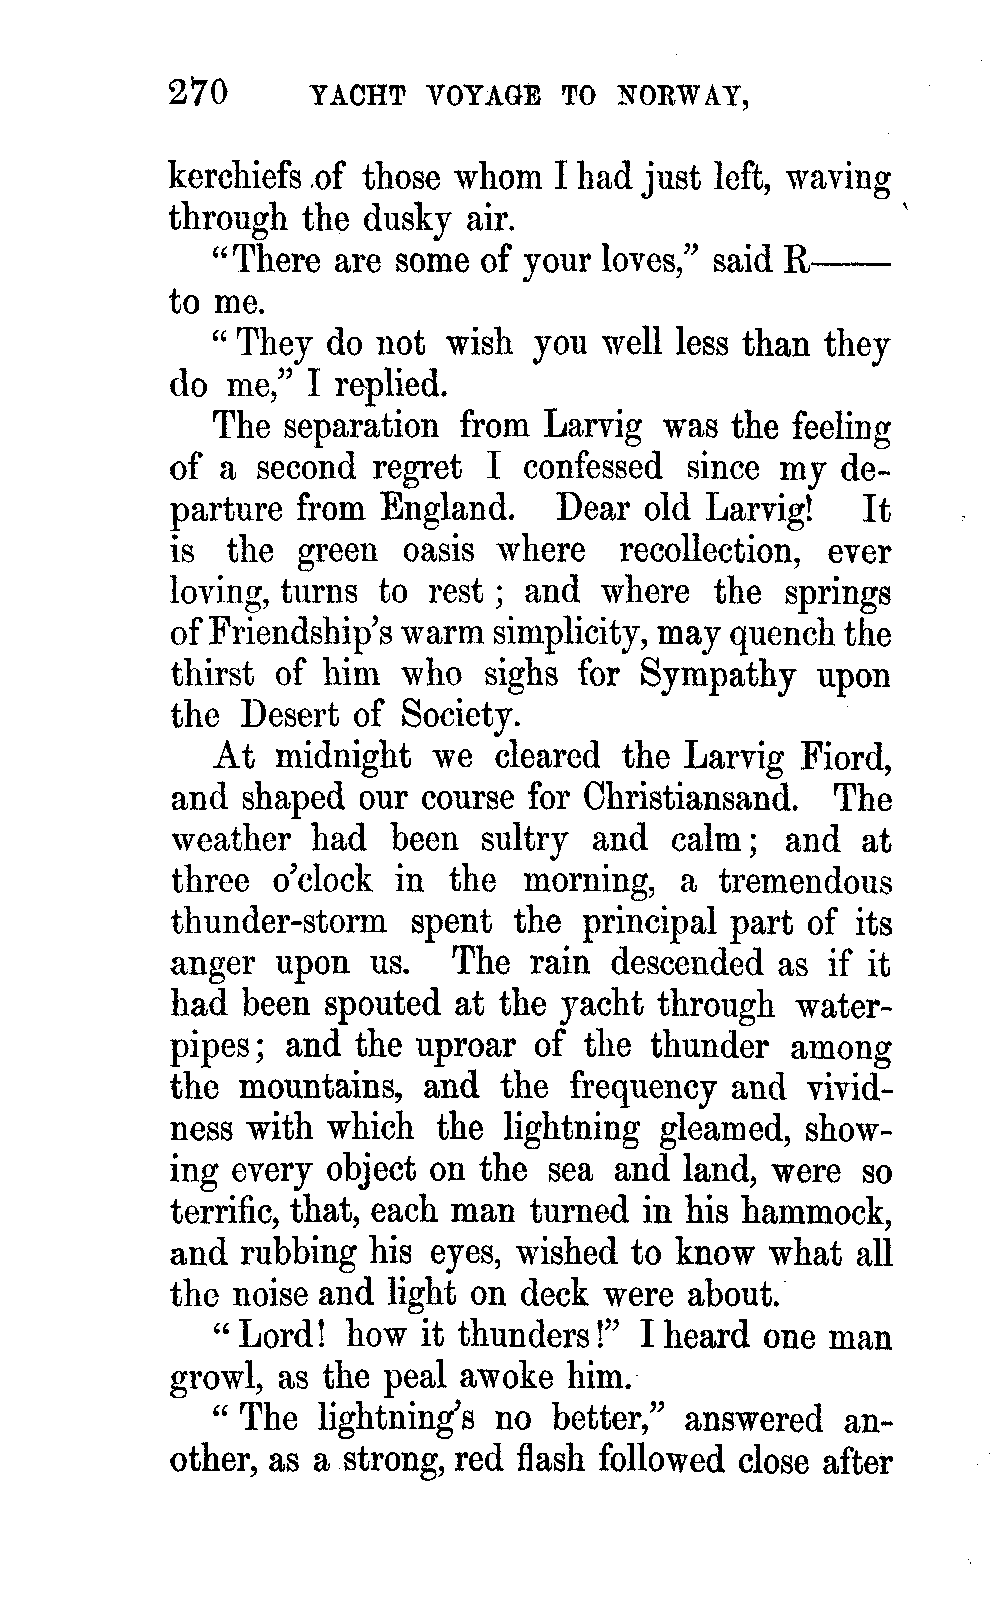 270 YACHT VOYAGE TO NORWAY,
kerchiefs of those whom I had just left, waving
through the dusky air.
“There are some of your loves,” said R——
to me.
“They do not wish you well less than they
do me,” I replied.
The separation from Larvig was the feeling
of a second regret I confessed since my de-
parture from England. Dear old Larvig! It
is the green oasis where recollection, ever
loving, turns to rest; and where the springs
of Friendship’s warm simplicity, may quench the
thirst of him who sighs for Sympathy upon
the Desert of Society.
At midnight we cleared the Larvig Fiord,
and shaped our course for Christiansand. The
weather had been sultry and calm; and at
three o’clock in the morning, a tremendous
thunder-storm spent the principal part of its
anger upon us. The rain descended as if it
had been spouted at the yacht through water-
pipes; and the uproar of the thunder among
the mountains, and the frequency and vivid-
ness with which the lightning gleamed, show-
ing every object on the sea and land, were so
terrific, that, each man turned in his hammock,
and rubbing his eyes, wished to know what all
the noise and light on deck were about.
“Lord! how it thunders!” I heard one man
growl, as the peal awoke him.
“The lightning’s no better,” answered an-
other, as a strong, red flash followed close after